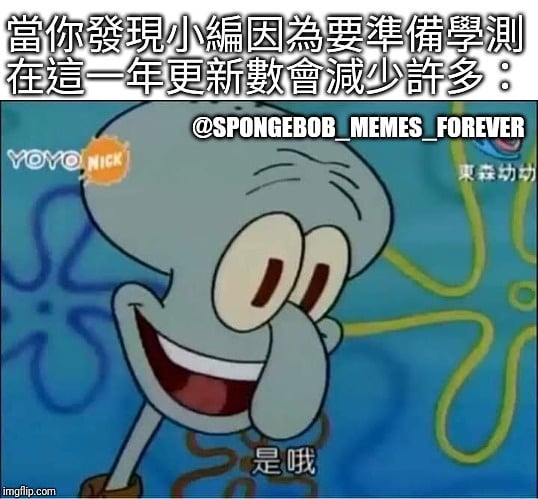 當你發現小編因為要準備學測
在這一年更新數會減少許多：
@SPONGEBOB_MEMES_FOREVER
YOYO NICK
東森幼幼
是哦
imgflip.com